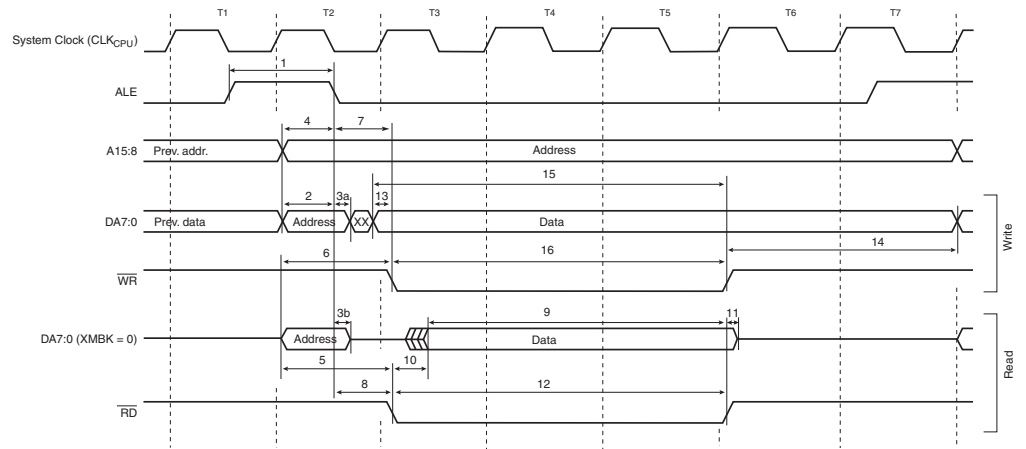 T1 T2 T3 T4 T5 T6 T7
System Clock (CLKCPU)
1
ALE
4 7
A15:8 Prev. addr. Address
15
2 3a 13
DA7:0 Prev. data Address XX Data
14
6 16
WR
Write
3b 9 11
DA7:0 (XMBK = 0) Address Data
5 10
8 12
RD
Read